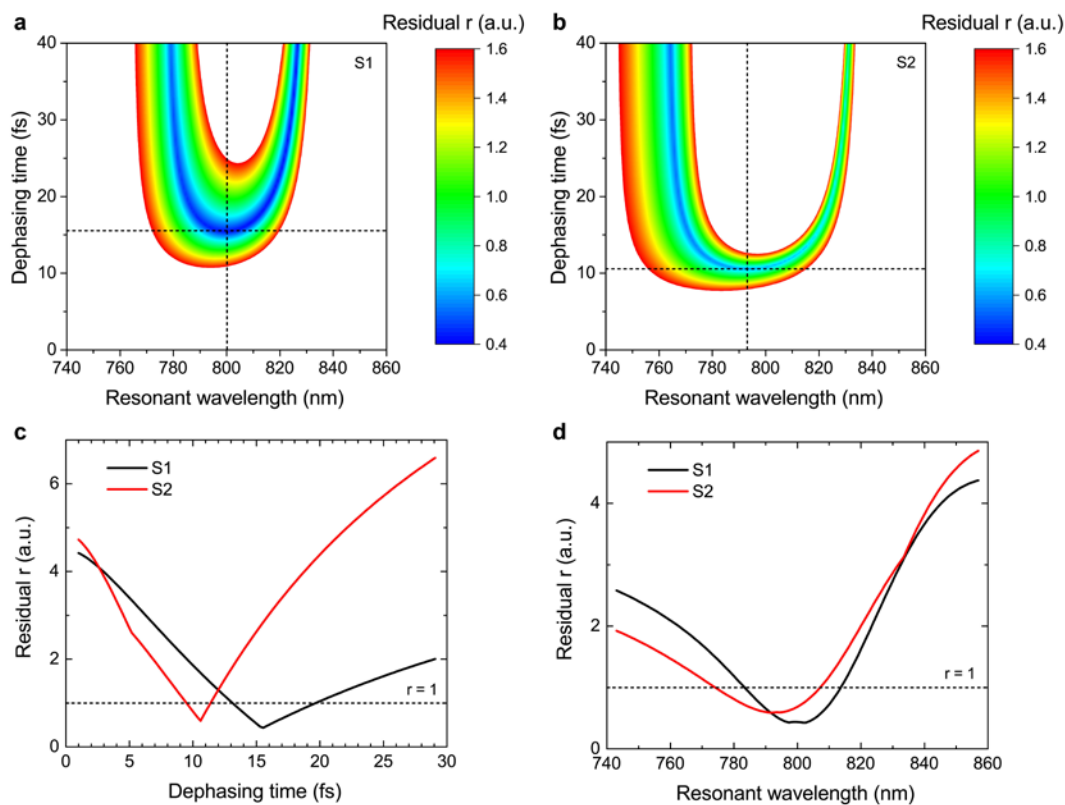 a
Residual r (a.u.)
S1
40
30
20
10
0
740 760 780 800 820 840 860
Dephasing time (fs)
Resonant wavelength (nm)
1.6
1.4
1.2
1.0
0.8
0.6
0.4
b
Residual r (a.u.)
S2
40
30
20
10
0
740 760 780 800 820 840 860
Dephasing time (fs)
Resonant wavelength (nm)
1.6
1.4
1.2
1.0
0.8
0.6
0.4
c
S1
S2
6
4
2
0
r = 1
0 5 10 15 20 25 30
Residual r (a.u.)
Dephasing time (fs)
d
S1
S2
4
2
0
r = 1
740 760 780 800 820 840 860
Residual r (a.u.)
Resonant wavelength (nm)